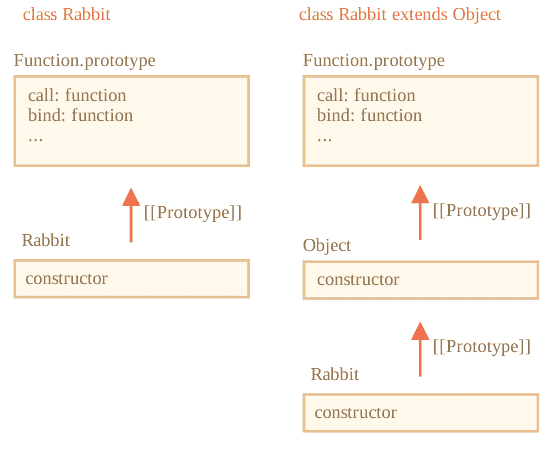 class Rabbit
Function.prototype
call: function
bind: function
...
[[Prototype]]
Rabbit
constructor
class Rabbit extends Object
Function.prototype
call: function
bind: function
...
[[Prototype]]
Object
constructor
[[Prototype]]
Rabbit
constructor